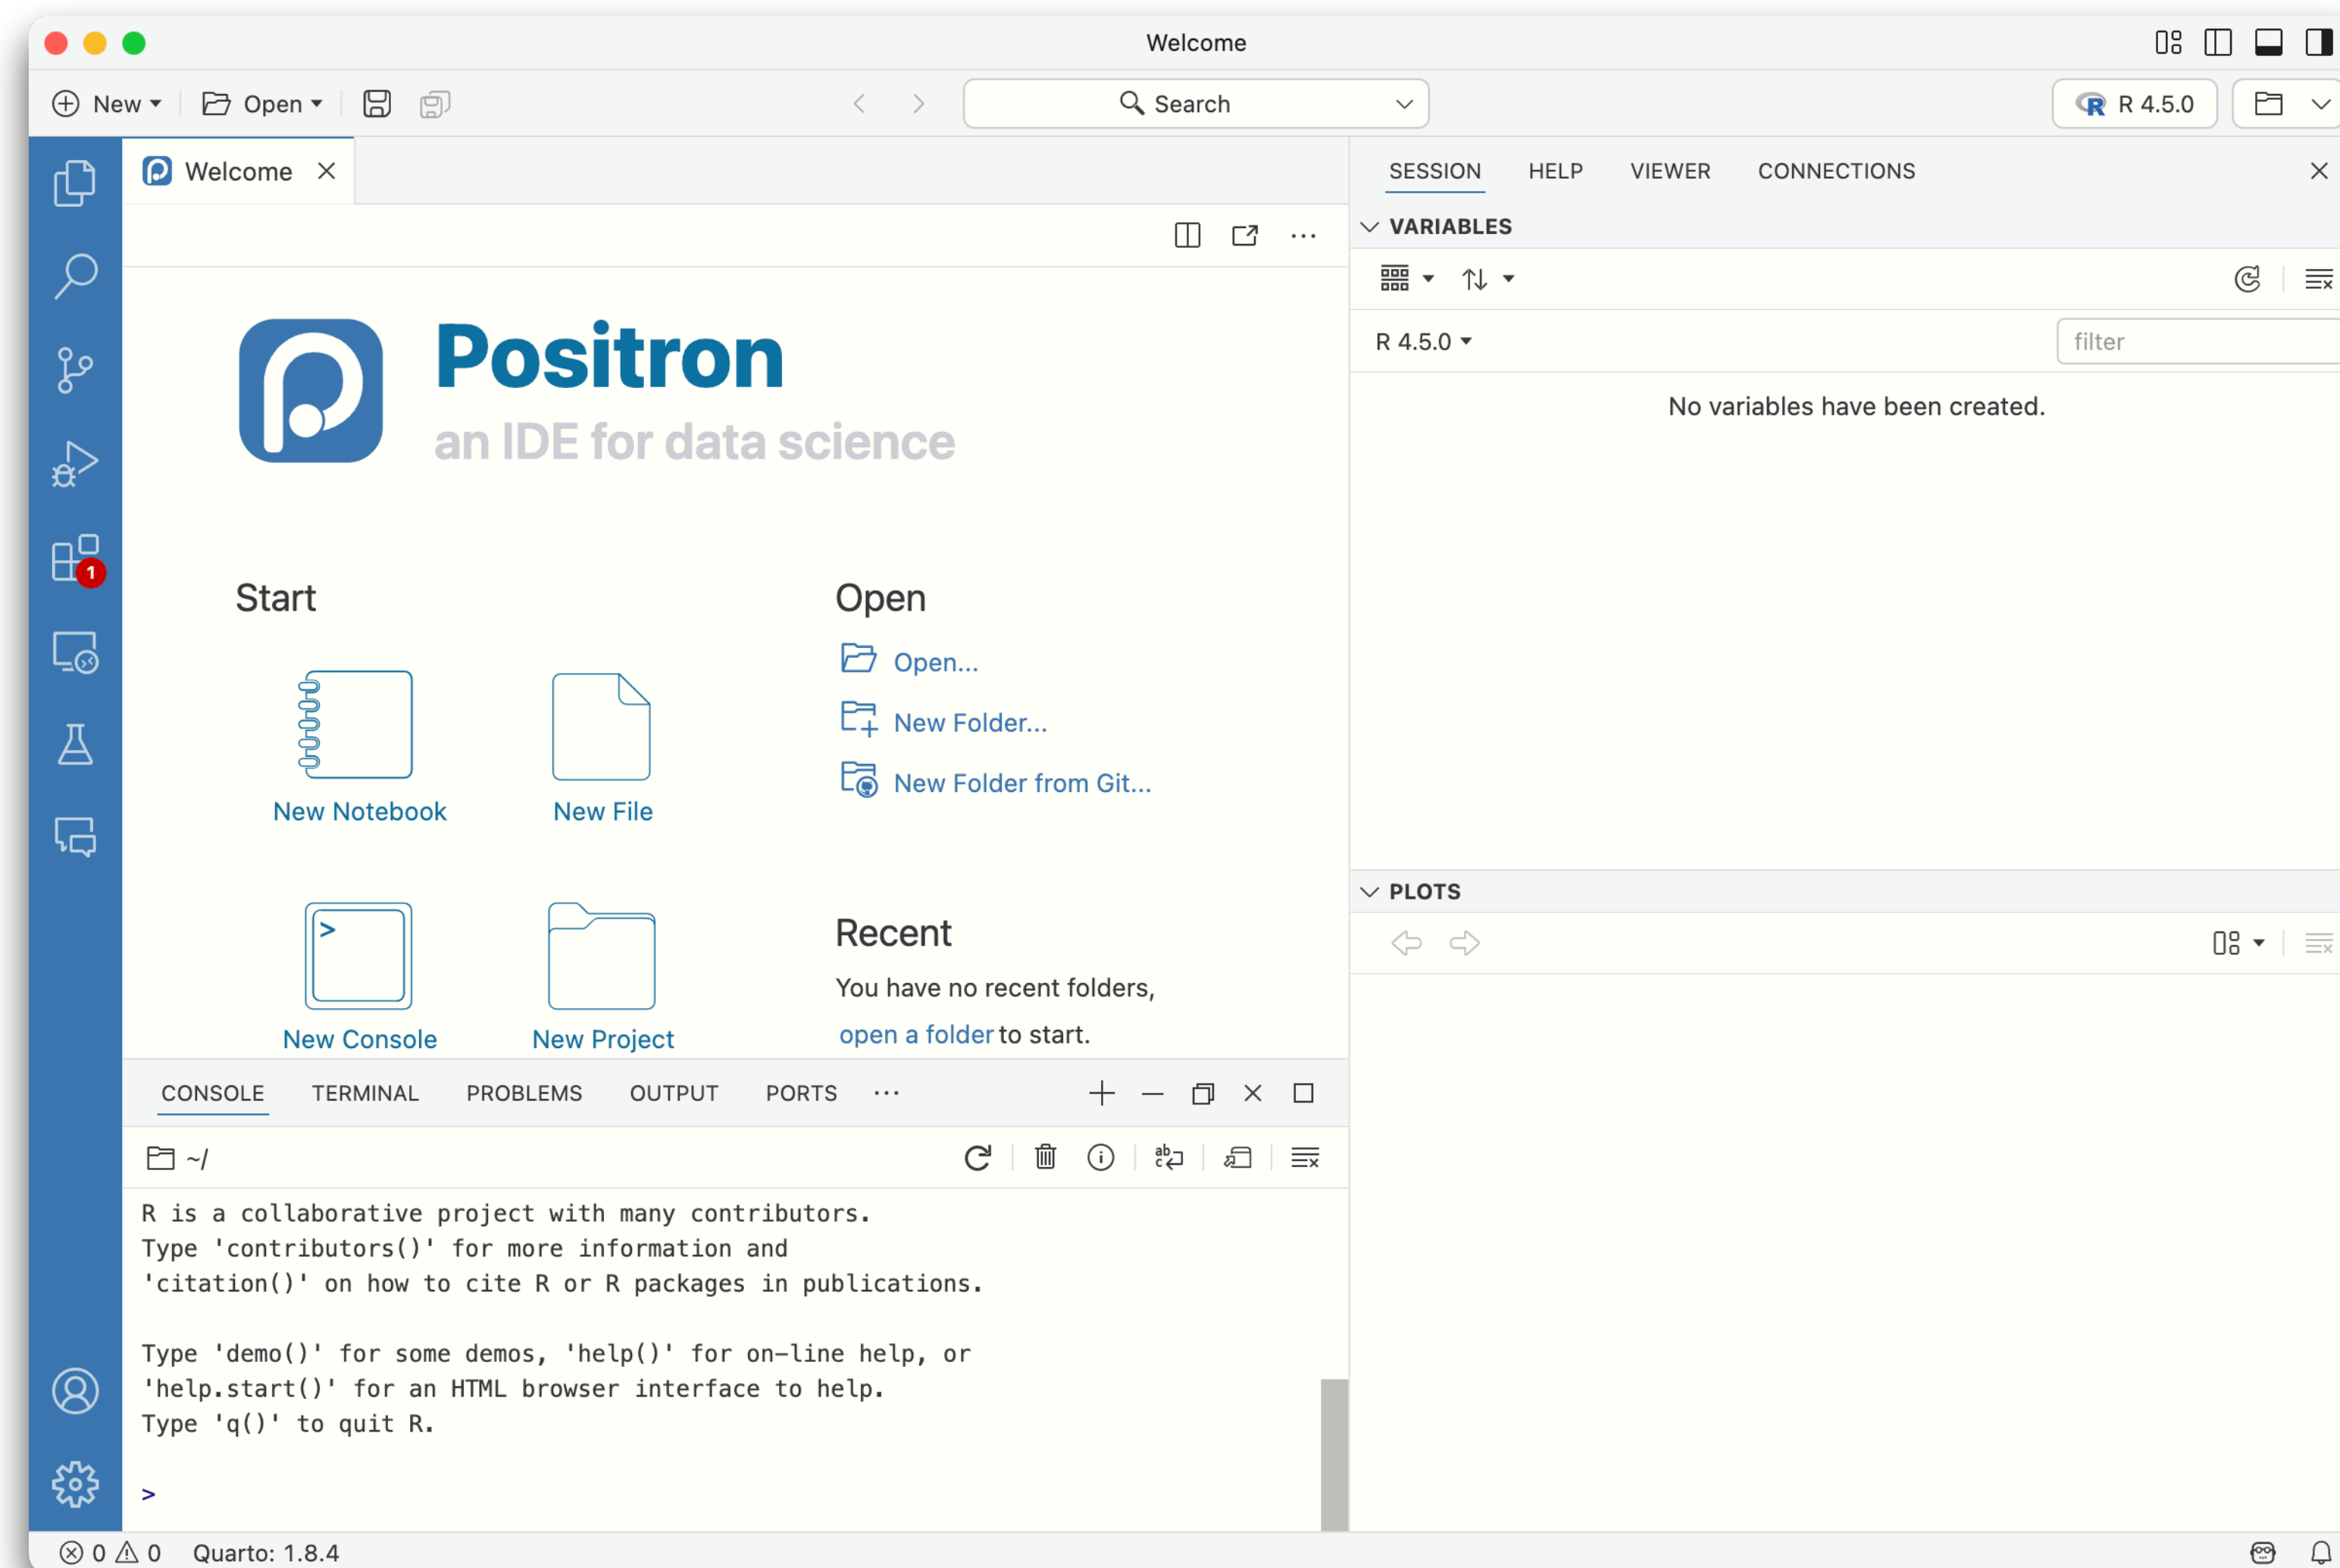 Welcome
New
Open
Search
R 4.5.0
Welcome
SESSION
HELP
VIEWER
CONNECTIONS
VARIABLES
R 4.5.0
filter
No variables have been created.
Positron
an IDE for data science
1
Start
New Notebook
New File
New Console
New Project
Open
Open...
New Folder...
New Folder from Git...
Recent
You have no recent folders,
open a folder to start.
PLOTS
CONSOLE
TERMINAL
PROBLEMS
OUTPUT
PORTS
~/
R is a collaborative project with many contributors.
Type 'contributors()' for more information and
'citation()' on how to cite R or R packages in publications.
Type 'demo()' for some demos, 'help()' for on-line help, or
'help.start()' for an HTML browser interface to help.
Type 'q()' to quit R.
>
0 0 Quarto: 1.8.4